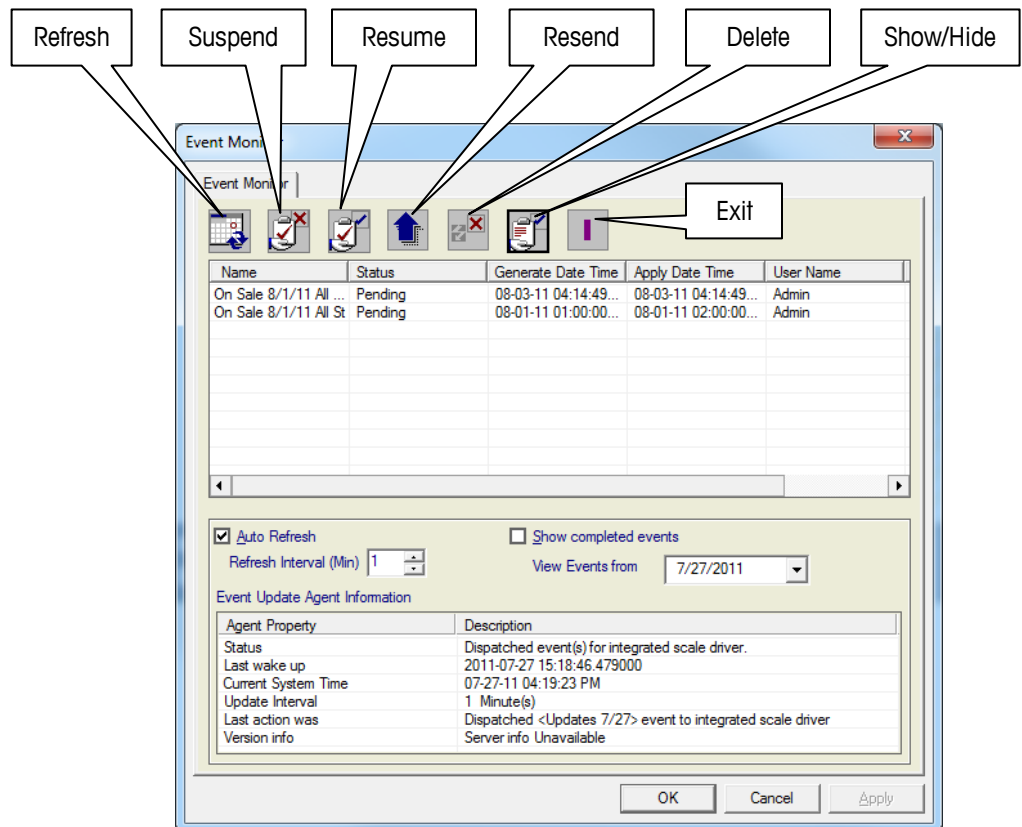 Refresh
Suspend
Resume
Resend
Delete
Show/Hide
Event Monitor
Event Monitor
Exit
Name Status Generate Date Time Apply Date Time User Name
On Sale 8/1/11 All ... Pending 08-03-11 04:14:49... 08-03-11 04:14:49... Admin
On Sale 8/1/11 All St Pending 08-01-11 01:00:00... 08-01-11 02:00:00... Admin
Auto Refresh
Show completed events
Refresh Interval (Min) 1
View Events from 7/27/2011
Event Update Agent Information
Agent Property Description
Status Dispatched event(s) for integrated scale driver.
Last wake up 2011-07-27 15:18:46.479000
Current System Time 07-27-11 04:19:23 PM
Update Interval 1 Minute(s)
Last action was Dispatched <Updates 7/27> event to integrated scale driver
Version info Server info Unavailable
OK Cancel Apply